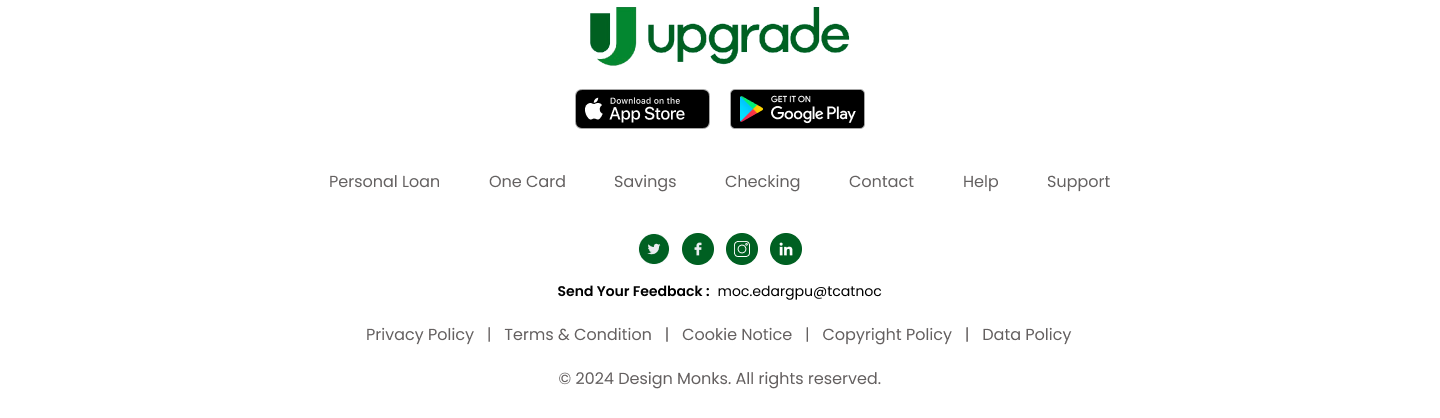 upgrade
Download on the
App Store
GET IT ON
Google Play
Personal Loan One Card Savings Checking Contact Help Support
Send Your Feedback : moc.edargpu@tcatnoc
Privacy Policy | Terms & Condition | Cookie Notice | Copyright Policy | Data Policy
© 2024 Design Monks. All rights reserved.